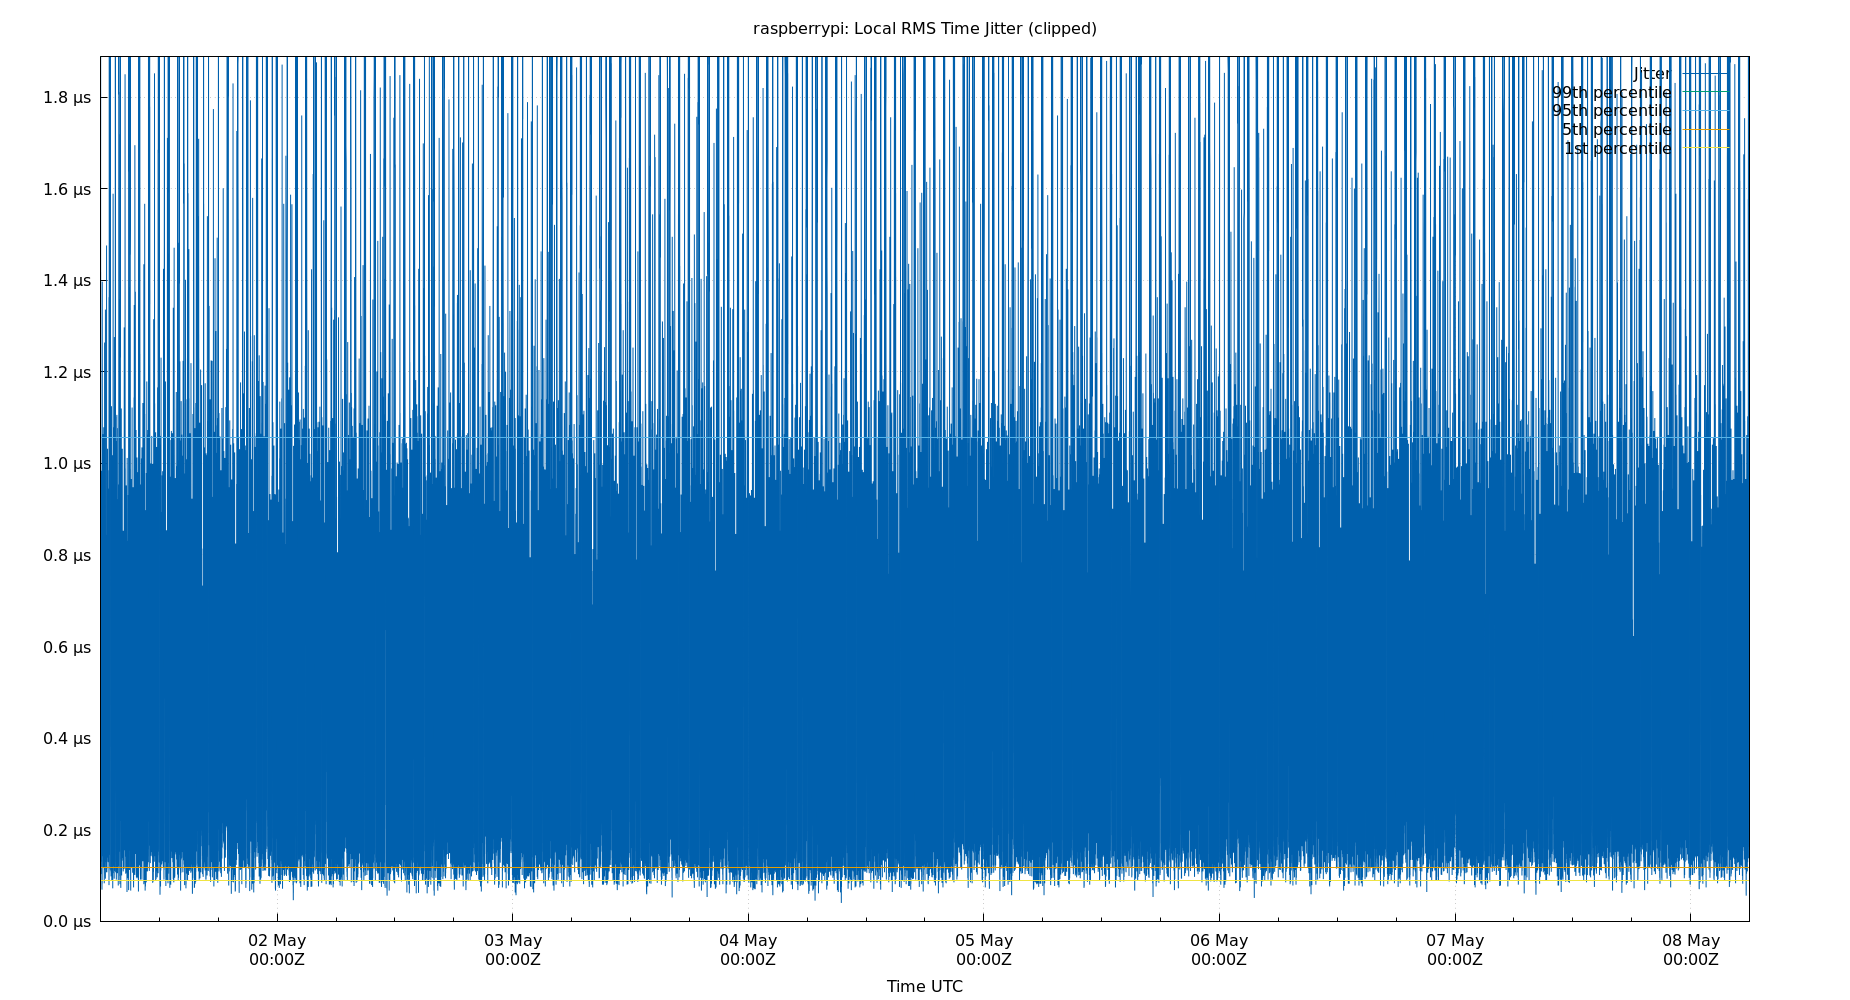 raspberrypi: Local RMS Time Jitter (clipped)
Jitter
99th percentile
95th percentile
5th percentile
1st percentile
1.8 µs
1.6 µs
1.4 µs
1.2 µs
1.0 µs
0.8 µs
0.6 µs
0.4 µs
0.2 µs
0.0 µs
02 May 03 May 04 May 05 May 06 May 07 May 08 May
00:00Z 00:00Z 00:00Z 00:00Z 00:00Z 00:00Z 00:00Z
Time UTC